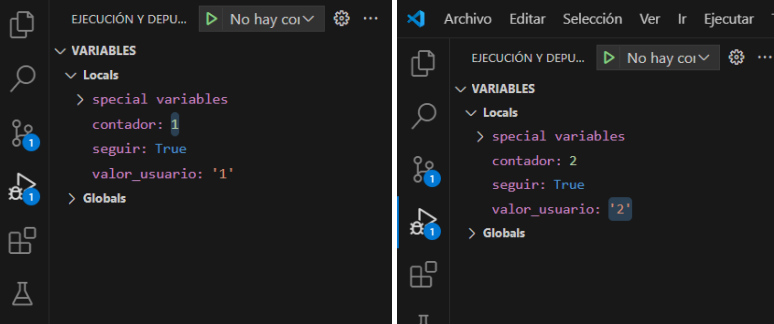 EJECUCIÓN Y DEPU...
No hay co
VARIABLES
Locals
special variables
contador: 1
seguir: True
valor_usuario: '1'
Globals
1
1
Archivo Editar Selección Ver Ir Ejecutar
EJECUCIÓN Y DEPU...
No hay co
VARIABLES
Locals
special variables
contador: 2
seguir: True
valor_usuario: '2'
Globals
1
1